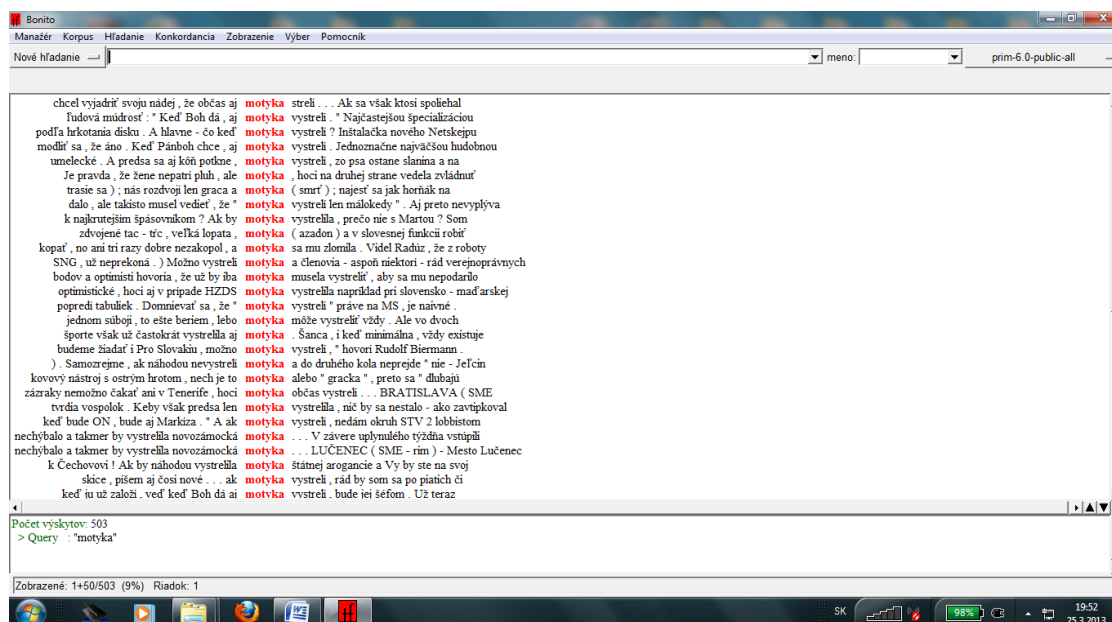 Bonito
Manažér Korpus Hľadanie Konkordancia Zobrazenie Výber Pomocník
Nové hľadanie meno: prim-6.0-public-all
chcel vyjadriť svoju nádej , že občas aj motyka strelí . . . Ak sa však ktosi spoliehal
ľudová múdrosť : " Keď Boh dá , aj motyka vystrelí . " Najčastejšou špecializáciou
podľa hrkotania disku . A hlavne - čo keď motyka vystrelí ? Inštalačka nového Netskejpu
modliť sa , že áno . Keď Pánboh chce , aj motyka vystrelí . Jednoznačne najväčšou hudobnou
umelecké . A predsa sa aj kôň potkne , motyka vystrelí , zo psa ostane slanina a na
Je pravda , že žene nepatrí pluh , ale motyka , hoci na druhej strane vedela zvládnuť
trasie sa ) ; nás rozdvojí len graca a motyka ( smrť ) ; najesť sa jak horňák na
dalo , ale takisto musel vedieť , že " motyka vystrelí len málokedy " . Aj preto nevyplýva
k najkrutejším špásovníkom ? Ak by motyka vystrelila , prečo nie s Martou ? Som
zdvojené tac - tŕc , veľká lopata , motyka ( azadon ) a v slovesnej funkcii robiť
kopať , no ani tri razy dobre nezakopol , a motyka sa mu zlomila . Videl Radúz , že z roboty
SNG , už neprekoná . ) Možno vystrelí motyka a členovia - aspoň niektorí - rád verejnoprávnych
bodov a optimisti hovoria , že už by iba motyka musela vystreliť , aby sa mu nepodarilo
optimistické , hoci aj v prípade HZDS motyka vystrelila napríklad pri slovensko - maďarskej
popredí tabuliek . Domnievať sa , že " motyka vystrelí " práve na MS , je naivné .
jednom súboji , to ešte beriem , lebo motyka môže vystreliť vždy . Ale vo dvoch
športe však už častokrát vystrelila aj motyka . Šanca , i keď minimálna , vždy existuje
budeme žiadať i Pro Slovakiu , možno motyka vystrelí , " hovorí Rudolf Biermann .
) . Samozrejme , ak náhodou nevystrelí motyka a do druhého kola neprejde " nie - Jeľcin
kovový nástroj s ostrým hrotom , nech je to motyka alebo " gracka " , preto sa " dlubajú
zázraky nemožno čakať ani v Tenerife , hoci motyka občas vystrelí . . . BRATISLAVA ( SME
tvrdia vospolok . Keby však predsa len motyka vystrelila , nič by sa nestalo - ako zavtipkoval
keď bude ON , bude aj Markíza . " A ak motyka vystrelí , nedám okruh STV 2 lobbistom
nechýbalo a takmer by vystrelila novozámocká motyka . . . V závere uplynulého týždňa vstúpili
nechýbalo a takmer by vystrelila novozámocká motyka . . . LUČENEC ( SME - rim ) - Mesto Lučenec
k Čechovovi ! Ak by náhodou vystrelila motyka štátnej arogancie a Vy by ste na svoj
skice , píšem aj čosi nové . . . ak motyka vystrelí , rád by som sa po piatich či
keď ju už založí , veď keď Boh dá aj motyka vystrelí , bude jej šéfom . Už teraz
Počet výskytov: 503
> Query : "motyka"
Zobrazené: 1+50/503 (9%) Riadok: 1
SK 98% 19:52
25.3.2013